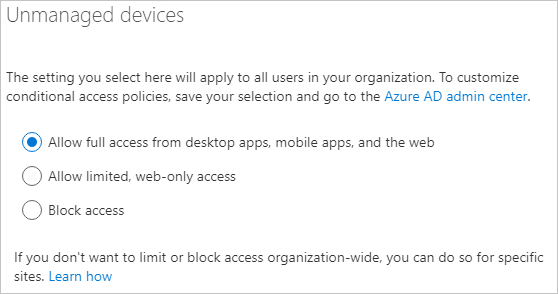 Unmanaged devices
The setting you select here will apply to all users in your organization. To customize
conditional access policies, save your selection and go to the Azure AD admin center.
Allow full access from desktop apps, mobile apps, and the web
Allow limited, web-only access
Block access
If you don't want to limit or block access organization-wide, you can do so for specific
sites. Learn how